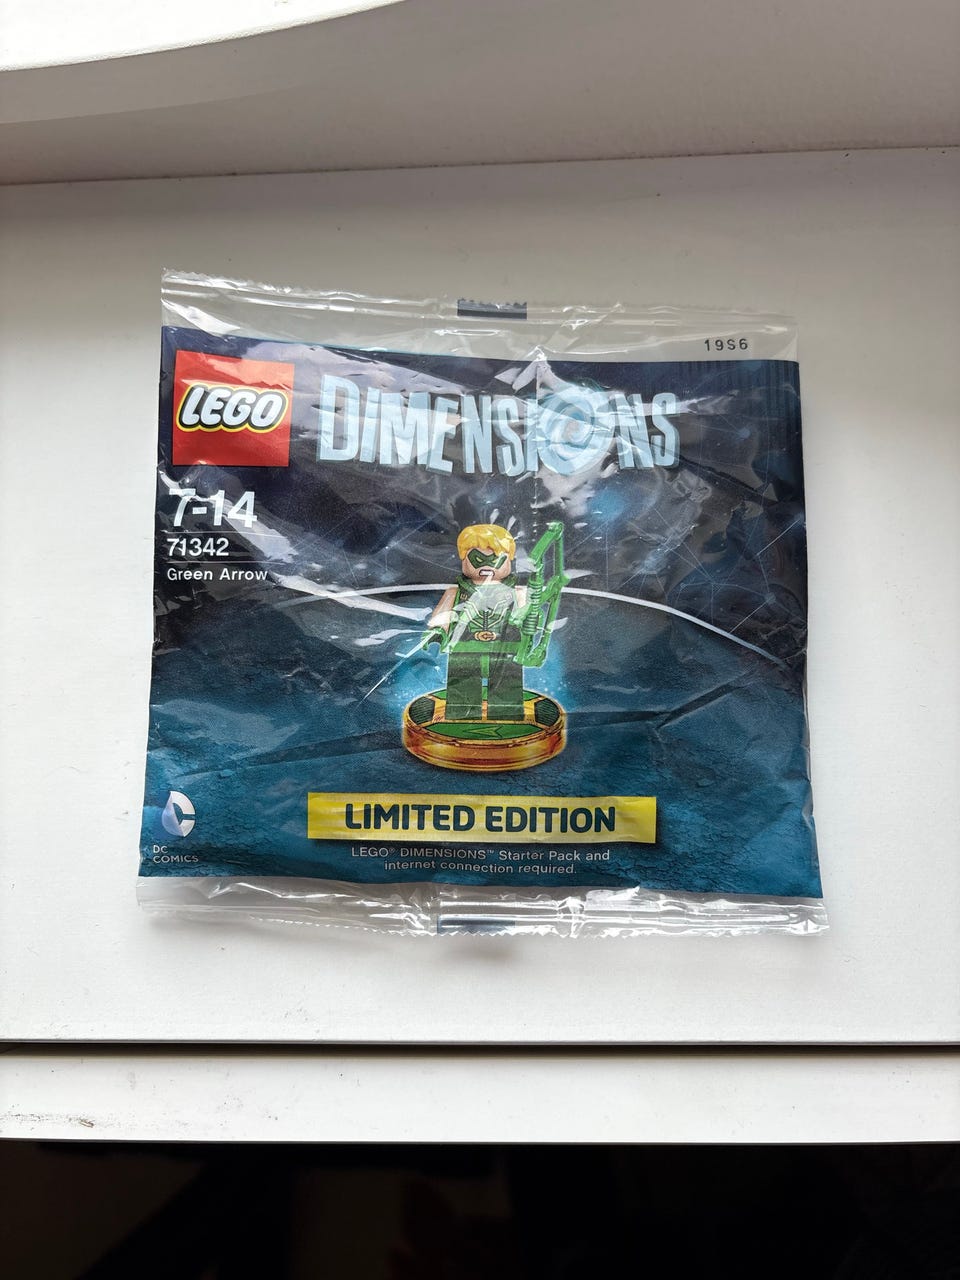 19S6
LEGO
DIMENSIONS
7-14
71342
Green Arrow
LIMITED EDITION
LEGO® DIMENSIONS™ Starter Pack and
internet connection required.
DC
COMICS